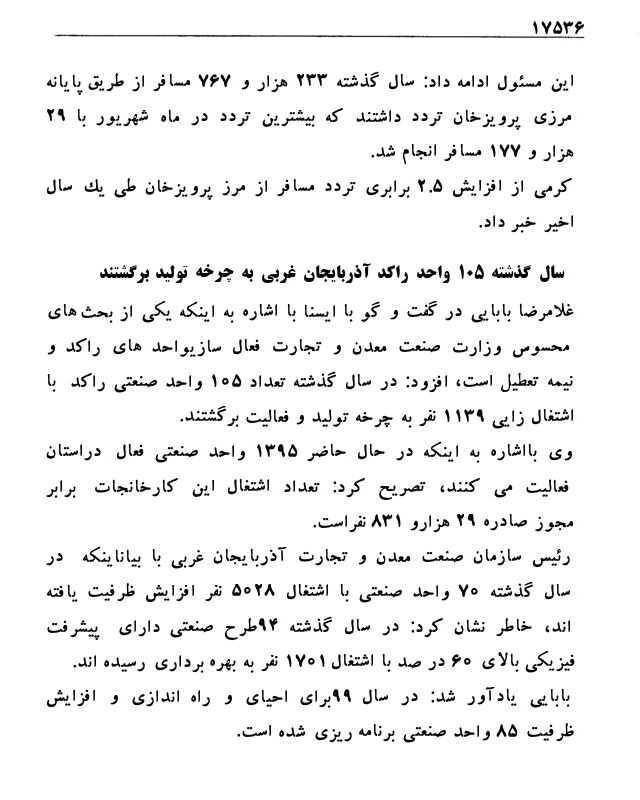 ۱۷۵۳۶
این مسئول ادامه داد: سال گذشته ۲۳۳ هزار و ۷۶۷ مسافر از طریق پایانه
مرزی پرویزخان تردد داشتند که بیشترین تردد در ماه شهریور با ۲۹
هزار و ۱۷۷ مسافر انجام شد.
کرمی از افزایش ۲.۵ برابری تردد مسافر از مرز پرویزخان طی یك سال
اخیر خبر داد.
سال گذشته ۱۰۵ واحد راکد آذربایجان غربی به چرخه تولید برگشتند
غلامرضا بابایی در گفت و گو با ایسنا با اشاره به اینکه یکی از بحث های
محسوس وزارت صنعت معدن و تجارت فعال سازیواحد های راکد و
نیمه تعطیل است، افزود: در سال گذشته تعداد ۱۰۵ واحد صنعتی راکد با
اشتغال زایی ۱۱۳۹ نفر به چرخه تولید و فعالیت برگشتند.
وی بااشاره به اینکه در حال حاضر ۱۳۹۵ واحد صنعتی فعال دراستان
فعالیت می کنند، تصریح کرد: تعداد اشتغال این کارخانجات برابر
مجوز صادره ۲۹ هزارو ۸۳۱ نفراست.
رئیس سازمان صنعت معدن و تجارت آذربایجان غربی با بیاناینکه در
سال گذشته ۷۰ واحد صنعتی با اشتغال ۵۰۲۸ نفر افزایش ظرفیت یافته
اند، خاطر نشان کرد: در سال گذشته ۹۴طرح صنعتی دارای پیشرفت
فیزیکی بالای ۶۰ در صد با اشتغال ۱۷۰۱ نفر به بهره برداری رسیده اند.
بابایی یادآور شد: در سال ۹۹برای احیای و راه اندازی و افزایش
ظرفیت ۸۵ واحد صنعتی برنامه ریزی شده است.